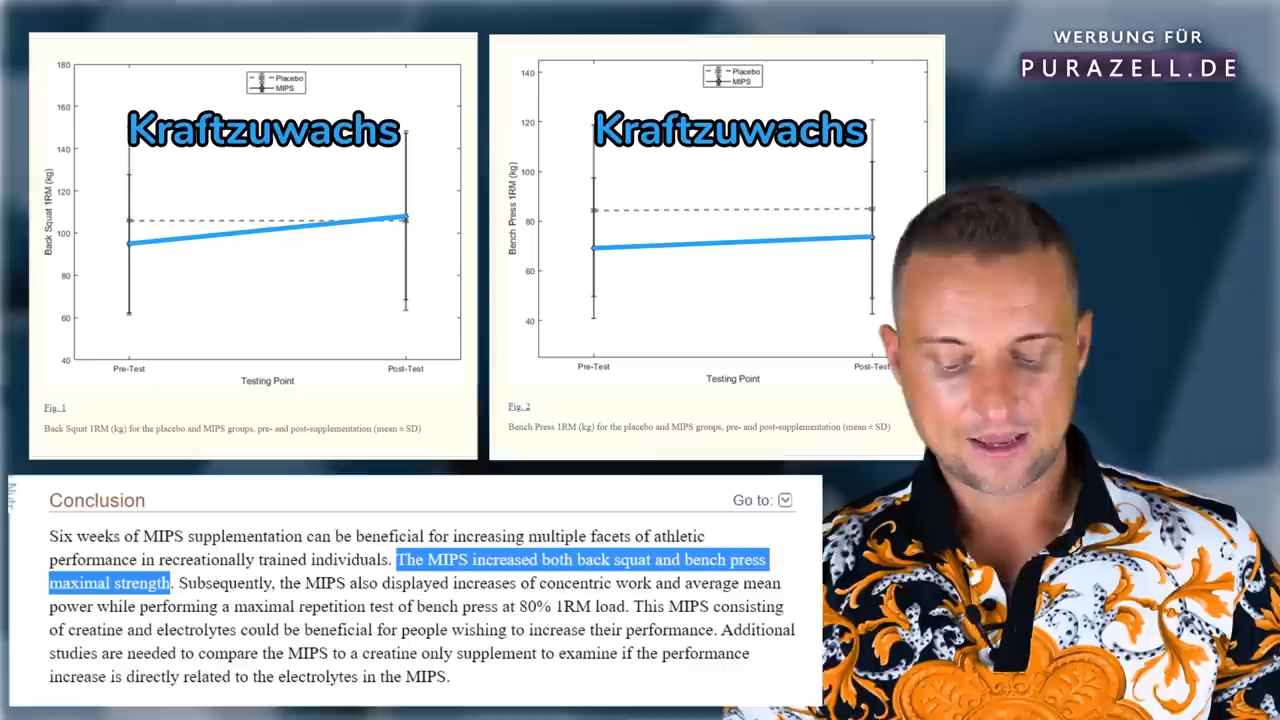 WERBUNG FÜR
PURAZELL.DE
180
160
140
120
100
80
60
40
Back Squat 1RM (kg)
Placebo
MIPS
Kraftzuwachs
Pre-Test
Post-Test
Testing Point
Fig. 1
Back Squat 1RM (kg) for the placebo and MIPS groups, pre- and post-supplementation (mean ± SD)
140
120
100
80
60
40
Bench Press 1RM (kg)
Placebo
MIPS
Kraftzuwachs
Pre-Test
Post-Test
Testing Point
Fig. 2
Bench Press 1RM (kg) for the placebo and MIPS groups, pre- and post-supplementation (mean ± SD)
Conclusion
Go to:
Six weeks of MIPS supplementation can be beneficial for increasing multiple facets of athletic
performance in recreationally trained individuals. The MIPS increased both back squat and bench press
maximal strength. Subsequently, the MIPS also displayed increases of concentric work and average mean
power while performing a maximal repetition test of bench press at 80% 1RM load. This MIPS consisting
of creatine and electrolytes could be beneficial for people wishing to increase their performance. Additional
studies are needed to compare the MIPS to a creatine only supplement to examine if the performance
increase is directly related to the electrolytes in the MIPS.